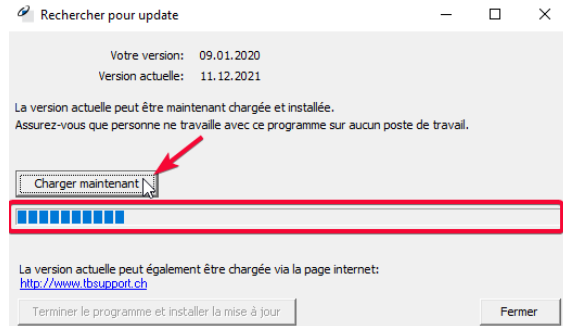 Rechercher pour update
Votre version: 09.01.2020
Version actuelle: 11.12.2021
La version actuelle peut être maintenant chargée et installée.
Assurez-vous que personne ne travaille avec ce programme sur aucun poste de travail.
Charger maintenant
La version actuelle peut également être chargée via la page internet:
http://www.tbsupport.ch
Terminer le programme et installer la mise à jour
Fermer